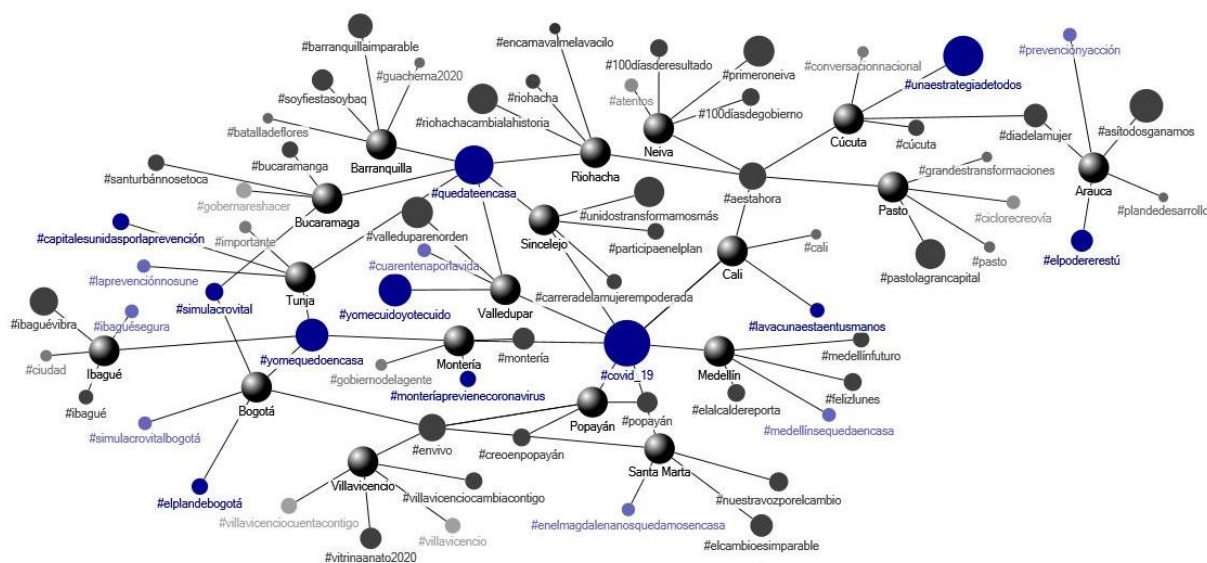 #barranquillaimparable
#encarnavalmelavacilo
#prevenciónyacción
#guacherna2020
#100díasderesultado
#primeroneiva
#conversacionnacional
#unaestrategiadetodos
#soyfiestasoybaq
#riohacha
#atentos
#100díasdegobierno
#riohachacambialahistoria
#batalladeflores
Barranquilla
Neiva
Cúcuta
#cúcuta
#diadelamujer
#asítodosganamos
#bucaramanga
#santurbánnosetoca
#quedateencasa
Riohacha
#aestahora
#grandestransformaciones
Arauca
#gobernareshacer
Bucaramaga
#unidostransformamosmás
Pasto
#ciclorecreovía
#plandedesarrollo
#capitalesunidasporlaprevención
#importante
#valleduparenorden
Sincelejo
#participaenelplan
#cali
#pasto
#elpodererestú
#cuarentenaporlavida
Cali
#pastolagrancapital
#laprevenciónnosune
Tunja
#simulacrovital
#yomecuidoyotecuido
Valledupar
#carreradelamujerempoderada
#lavacunaestaentusmanos
#ibaguévibra
#ibaguésegura
#yomequedoencasa
#ciudad
Ibagué
Montería
#montería
#covid_19
Medellín
#medellínfuturo
#gobiernodelagente
#monteríaprevienecoronavirus
#ibagué
Bogotá
#elalcaldereporta
#felizlunes
#simulacrovitalbogotá
#envivo
Popayán
#popayán
#medellínsequedaencasa
#creoenpopayán
Santa Marta
Villavicencio
#elplandebogotá
#villavicenciocambiacontigo
#nuestravozporelcambio
#villavicenciocuentacontigo
#villavicencio
#enelmagdalenanosquedamosencasa
#vitrinaanato2020
#elcambioesimparable